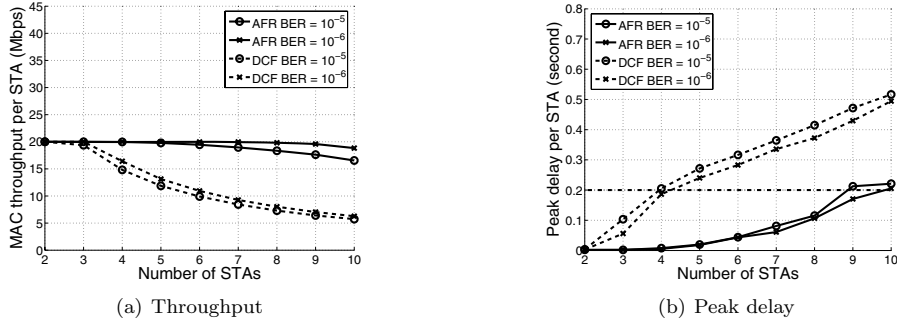 45
40
35
30
25
20
15
10
5
0
MAC throughput per STA (Mbps)
AFR BER = 10⁻⁵
AFR BER = 10⁻⁶
DCF BER = 10⁻⁵
DCF BER = 10⁻⁶
2 3 4 5 6 7 8 9 10
Number of STAs
(a) Throughput
0.8
0.7
0.6
0.5
0.4
0.3
0.2
0.1
0
Peak delay per STA (second)
AFR BER = 10⁻⁵
AFR BER = 10⁻⁶
DCF BER = 10⁻⁵
DCF BER = 10⁻⁶
2 3 4 5 6 7 8 9 10
Number of STAs
(b) Peak delay